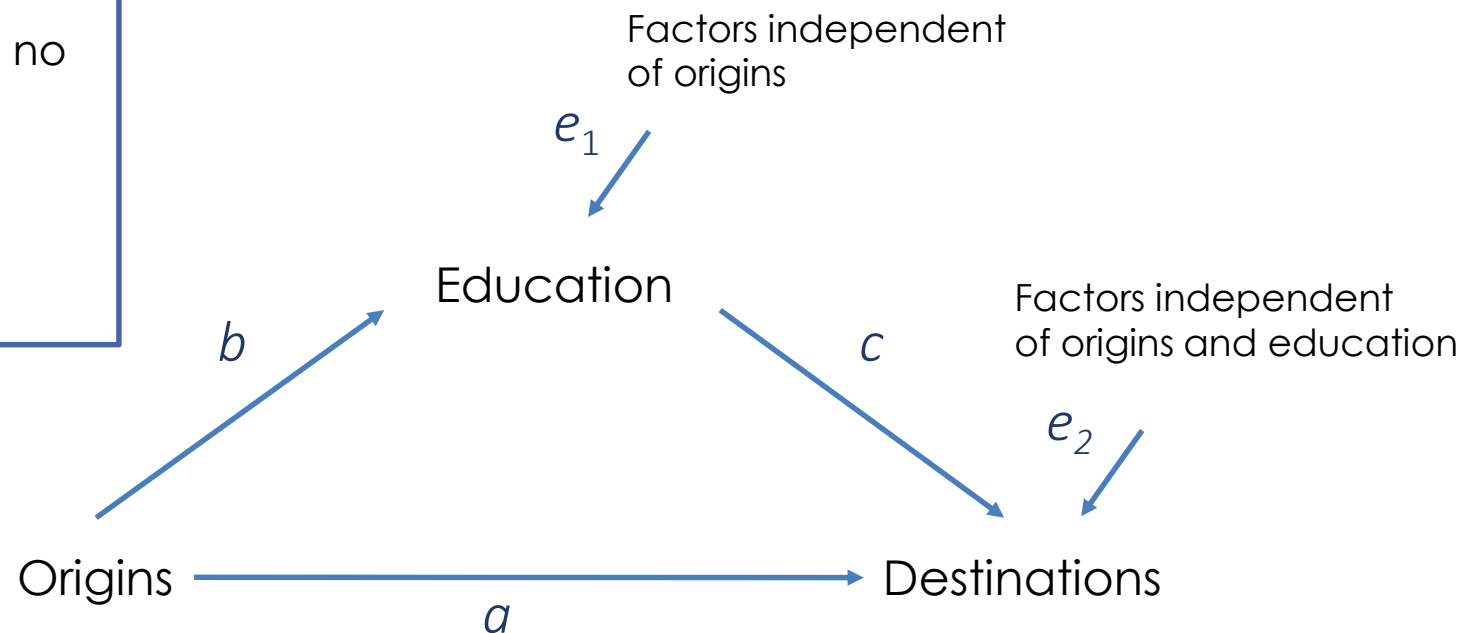 no
Factors independent
of origins
e₁
Education
Factors independent
of origins and education
b
c
e₂
Origins
Destinations
a